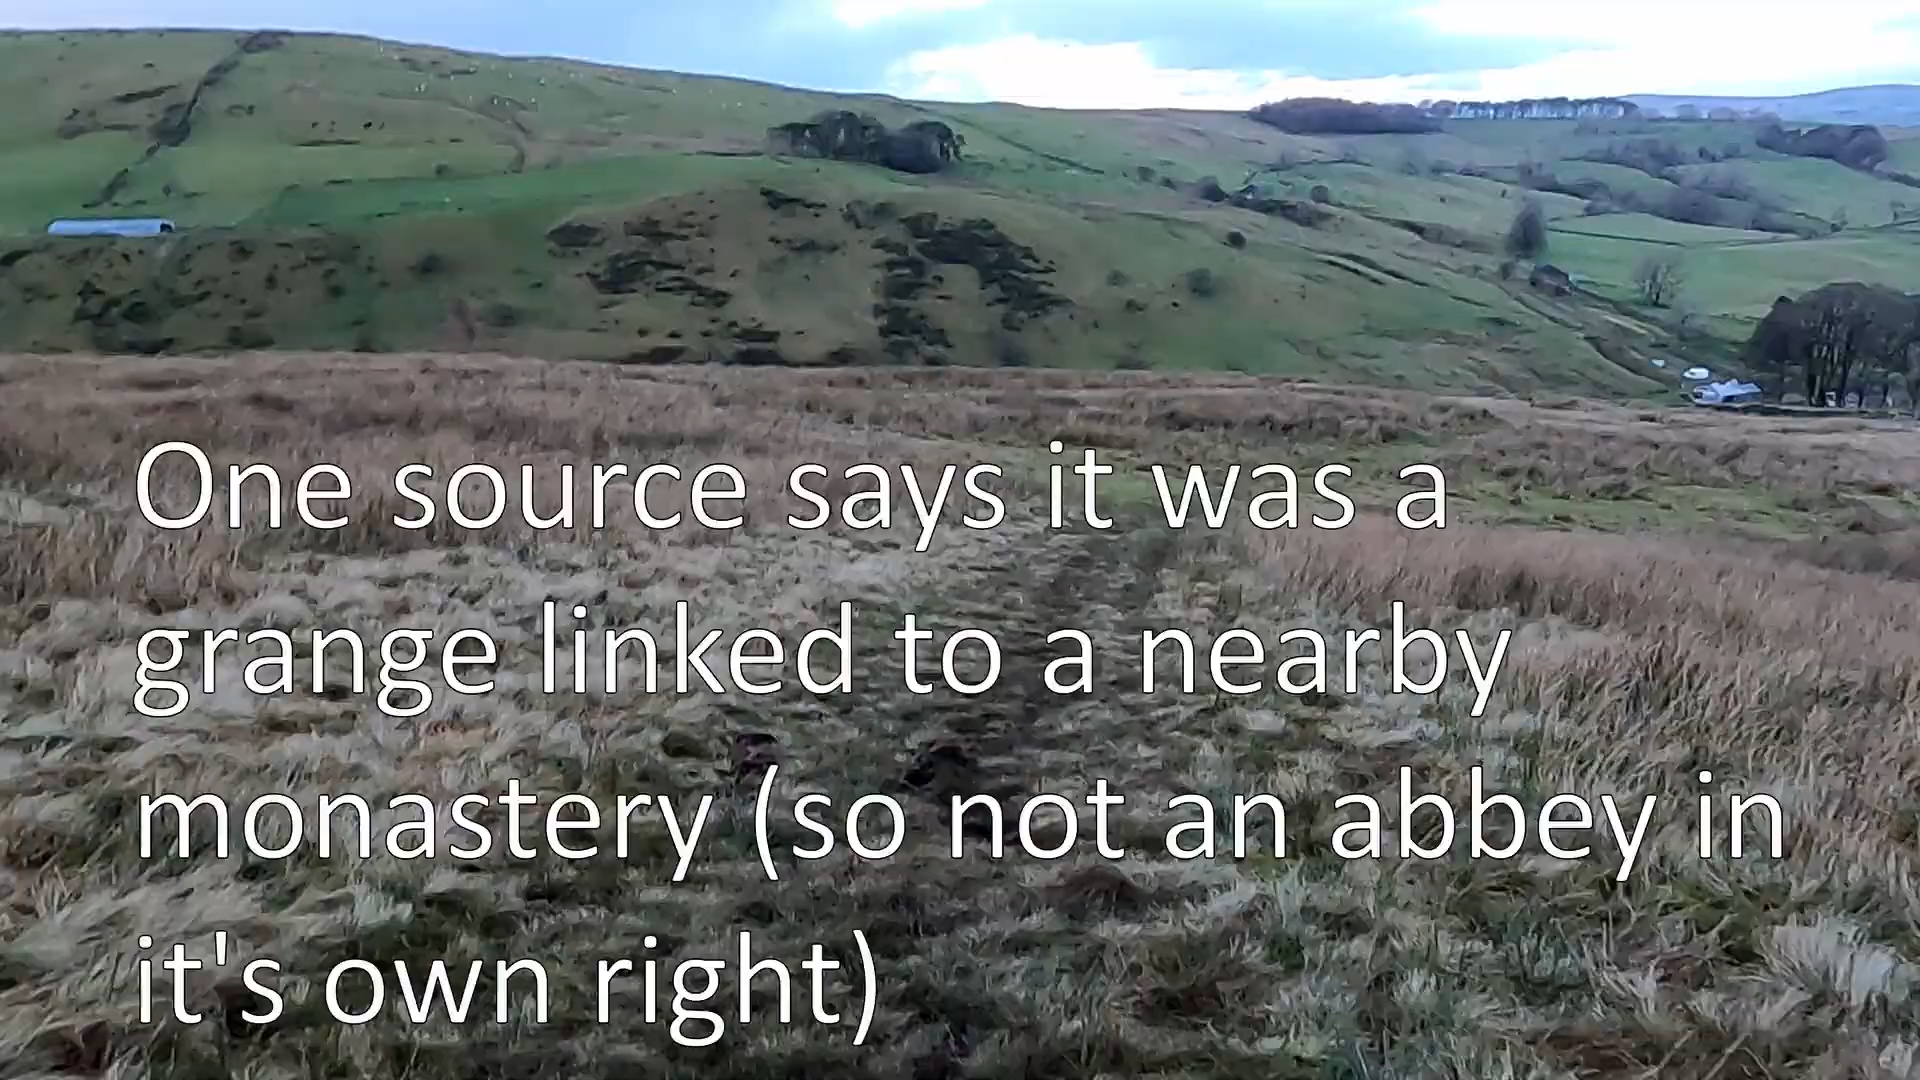 One source says it was a
grange linked to a nearby
monastery (so not an abbey in
it's own right)